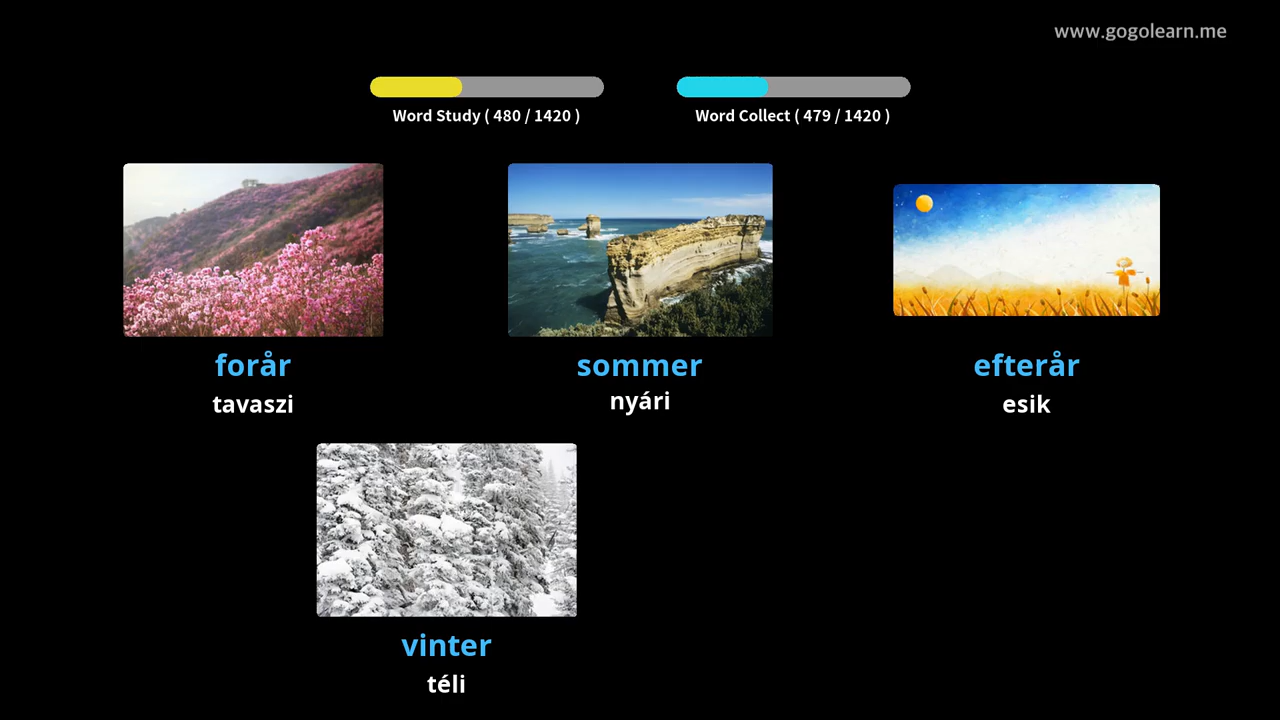 www.gogolearn.me
Word Study ( 480 / 1420 )
Word Collect ( 479 / 1420 )
forår
tavaszi
sommer
nyári
efterår
esik
vinter
téli